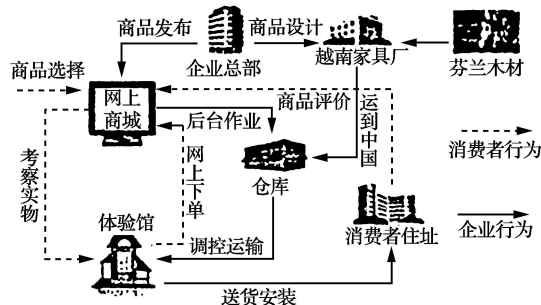 商品发布
商品设计
企业总部
越南家具厂
芬兰木材
商品选择
网上
商城
后台作业
商品评价
运到中国
消费者行为
考察实物
网上下单
仓库
体验馆
调控运输
消费者住址
企业行为
送货安装